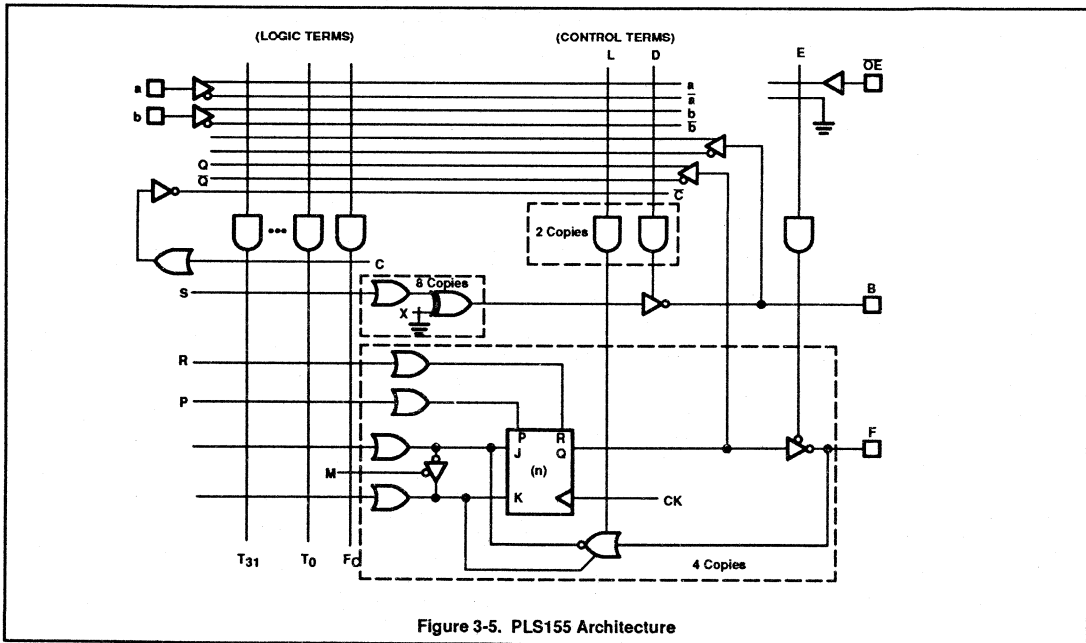 (LOGIC TERMS)
(CONTROL TERMS)
L D
E
O̅E̅
a
a
a̅
b
b
b̅
Q
Q̅
C̅
2 Copies
C
8 Copies
S
X
B
R
P
P R
J Q
F
(n)
M
K
CK
4 Copies
T31 T0 FC
Figure 3-5. PLS155 Architecture